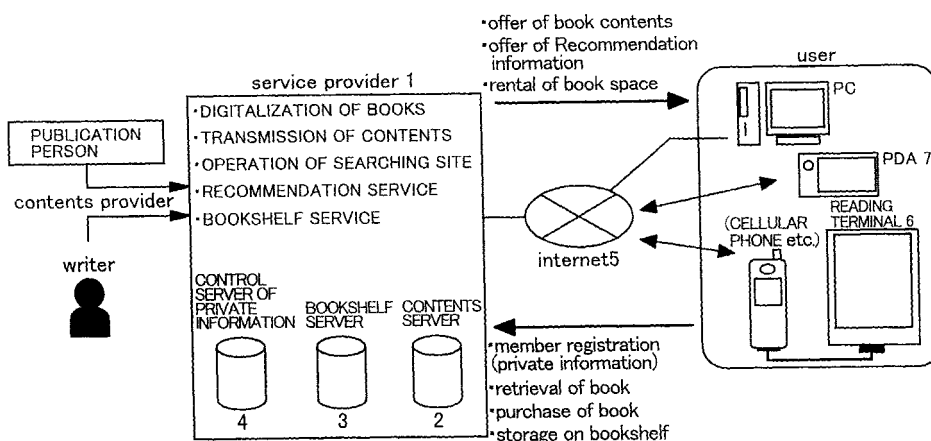 ·offer of book contents
·offer of Recommendation
information
·rental of book space
user
service provider 1
·DIGITALIZATION OF BOOKS
·TRANSMISSION OF CONTENTS
·OPERATION OF SEARCHING SITE
·RECOMMENDATION SERVICE
·BOOKSHELF SERVICE
PUBLICATION
PERSON
contents provider
writer
PC
PDA 7
READING
TERMINAL 6
(CELLULAR
PHONE etc.)
internet5
CONTROL
SERVER OF
PRIVATE
INFORMATION
BOOKSHELF
SERVER
CONTENTS
SERVER
4
3
2
·member registration
(private information)
·retrieval of book
·purchase of book
·storage on bookshelf